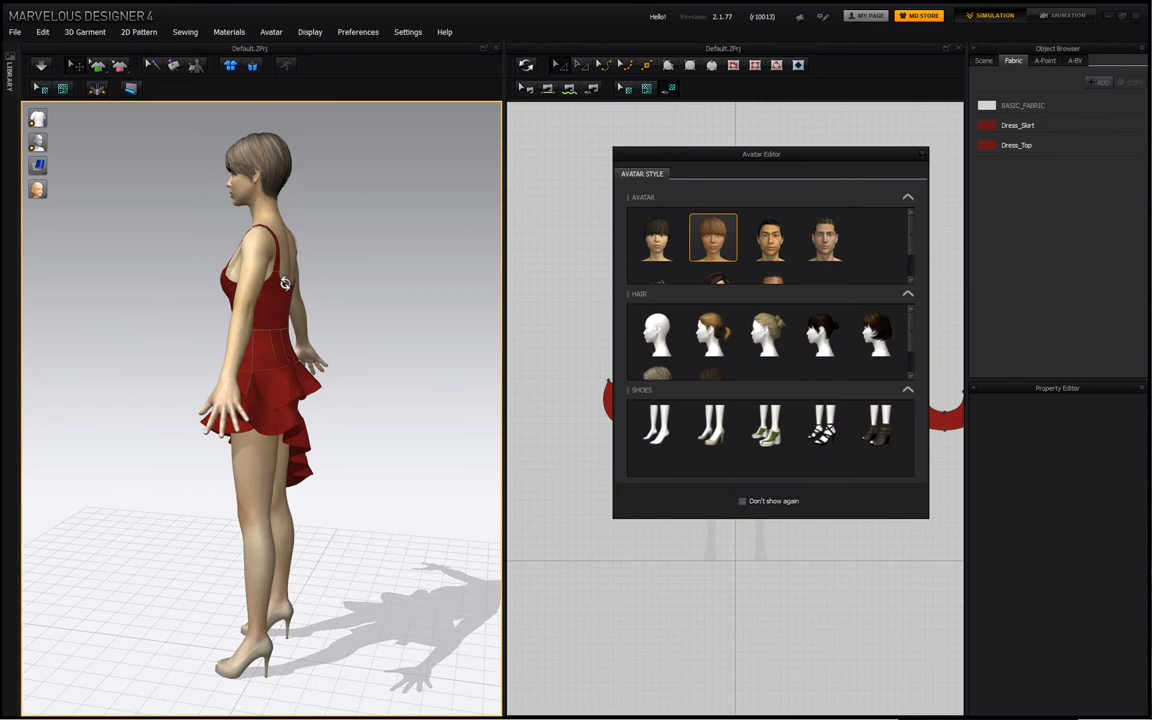 MARVELOUS DESIGNER 4
Hello! Version: 2.1.77 (r10013) MY PAGE MD STORE SIMULATION ANIMATION
File Edit 3D Garment 2D Pattern Sewing Materials Avatar Display Preferences Settings Help
LIBRARY
Default.ZPrj
Default.ZPrj
Object Browser
Scene Fabric A-Point A-BV
+ ADD COPY
BASIC_FABRIC
Dress_Skirt
Dress_Top
Property Editor
Avatar Editor
AVATAR STYLE
AVATAR
HAIR
SHOES
Don't show again